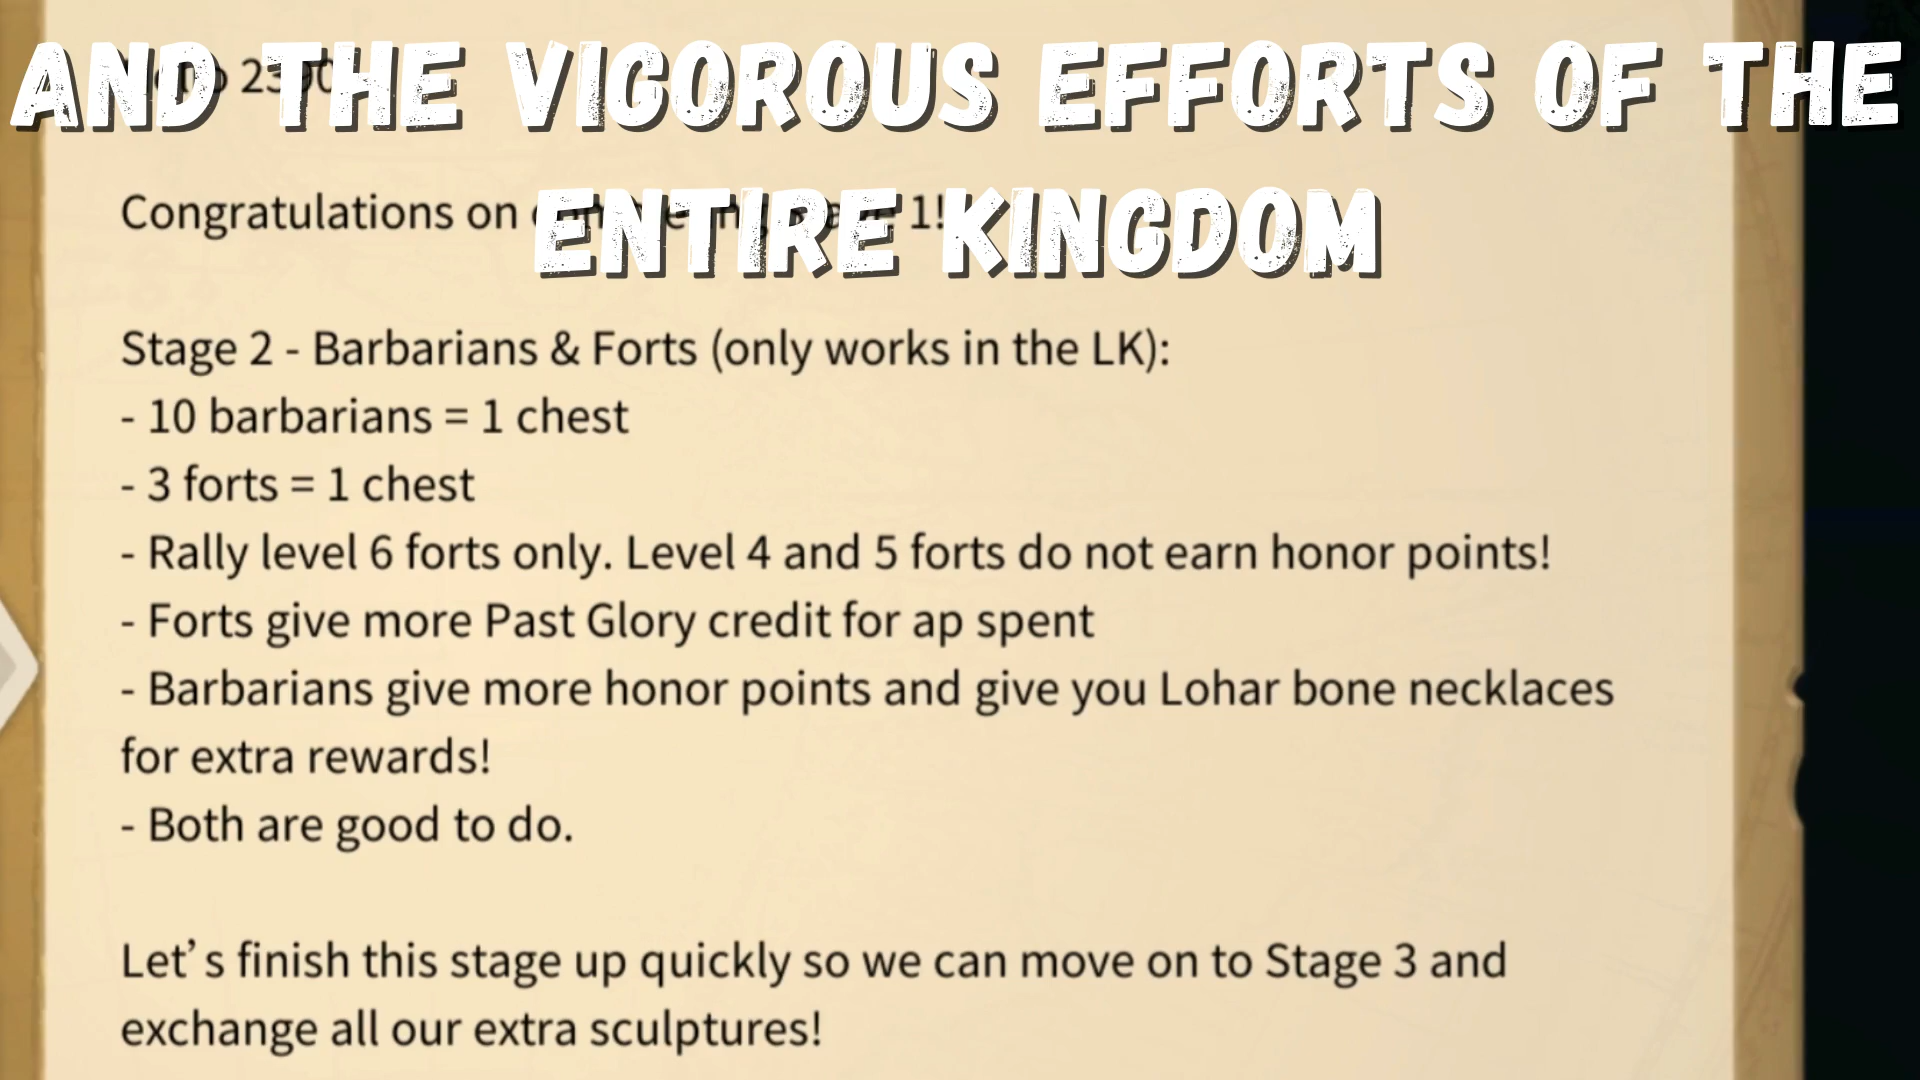 AND THE VIGOROUS EFFORTS OF THE
ENTIRE KINGDOM
2390
Congratulations on 1!
Stage 2 - Barbarians & Forts (only works in the LK):
- 10 barbarians = 1 chest
- 3 forts = 1 chest
- Rally level 6 forts only. Level 4 and 5 forts do not earn honor points!
- Forts give more Past Glory credit for ap spent
- Barbarians give more honor points and give you Lohar bone necklaces
for extra rewards!
- Both are good to do.
Let’s finish this stage up quickly so we can move on to Stage 3 and
exchange all our extra sculptures!